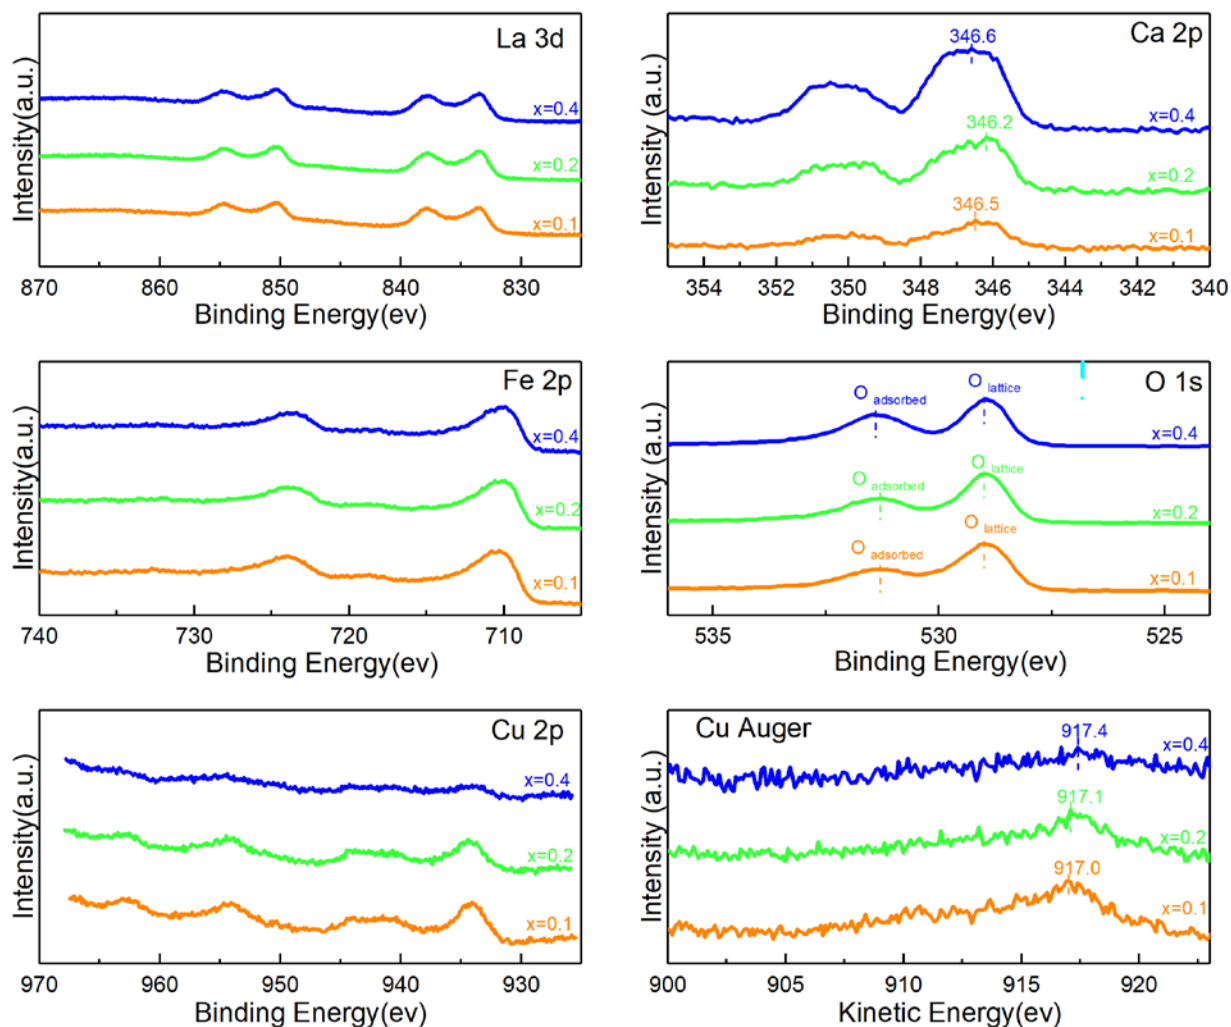 La 3d
Intensity(a.u.)
x=0.4
x=0.2
x=0.1
870 860 850 840 830
Binding Energy(ev)
Ca 2p
Intensity (a.u.)
346.6
x=0.4
346.2
x=0.2
346.5
x=0.1
354 352 350 348 346 344 342 340
Binding Energy(ev)
Fe 2p
Intensity(a.u.)
x=0.4
x=0.2
x=0.1
740 730 720 710
Binding Energy(ev)
O 1s
Intensity (a.u.)
O adsorbed O lattice
x=0.4
O adsorbed O lattice
x=0.2
O adsorbed O lattice
x=0.1
535 530 525
Binding Energy(ev)
Cu 2p
Intensity(a.u.)
x=0.4
x=0.2
x=0.1
970 960 950 940 930
Binding Energy(ev)
Cu Auger
Intensity (a.u.)
917.4
x=0.4
917.1
x=0.2
917.0
x=0.1
900 905 910 915 920
Kinetic Energy(ev)